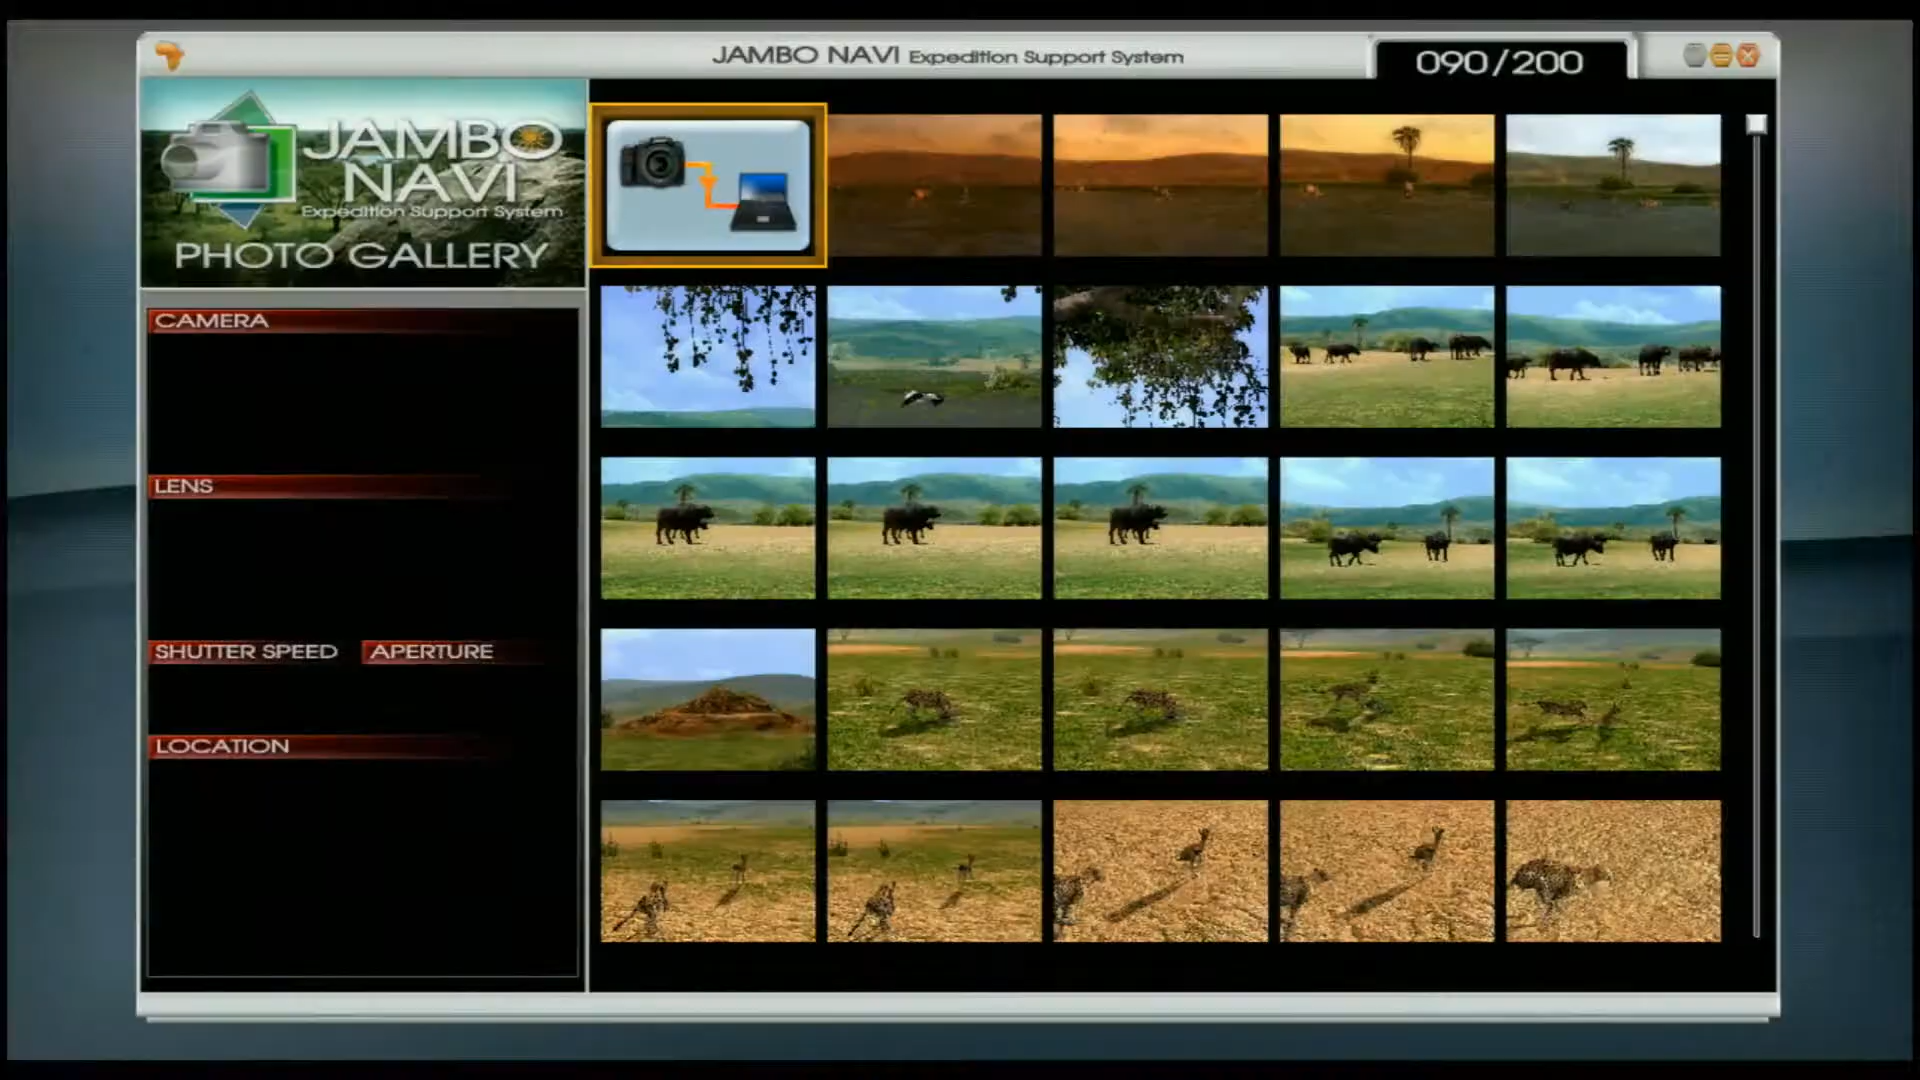 JAMBO NAVI Expedition Support System
090/200
JAMBO
NAVI
Expedition Support System
PHOTO GALLERY
CAMERA
LENS
SHUTTER SPEED
APERTURE
LOCATION